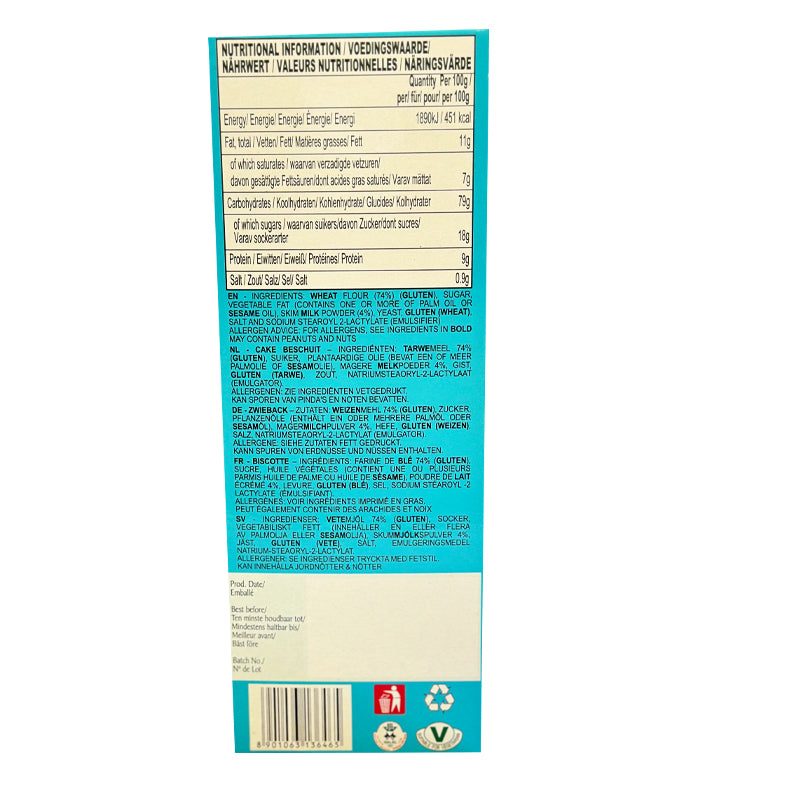 NUTRITIONAL INFORMATION / VOEDINGSWAARDE/
NÄHRWERT / VALEURS NUTRITIONNELLES / NÄRINGSVÄRDE
Quantity Per 100g /
per/ für/ pour/ per 100g
Energy/ Energie/ Energie/ Énergie/ Energi 1890kJ / 451 kcal
Fat, total / Vetten/ Fett/ Matières grasses/ Fett 11g
of which saturates / waarvan verzadigde vetzuren/
davon gesättigte Fettsäuren/dont acides gras saturés/ Varav mättat 7g
Carbohydrates / Koolhydraten/ Kohlenhydrate/ Glucides/ Kolhydrater 79g
of which sugars / waarvan suikers/davon Zucker/dont sucres/
Varav sockerarter 18g
Protein / Eiwitten/ Eiweiß/ Protéines/ Protein 9g
Salt / Zout/ Salz/ Sel/ Salt 0.9g
EN - INGREDIENTS: WHEAT FLOUR (74%) (GLUTEN), SUGAR,
VEGETABLE FAT (CONTAINS ONE OR MORE OF PALM OIL OR
SESAME OIL), SKIM MILK POWDER (4%), YEAST, GLUTEN (WHEAT),
SALT AND SODIUM STEAROYL 2-LACTYLATE (EMULSIFIER)
ALLERGEN ADVICE: FOR ALLERGENS, SEE INGREDIENTS IN BOLD
MAY CONTAIN PEANUTS AND NUTS
NL - CAKE BESCHUIT – INGREDIËNTEN: TARWEMEEL 74%
(GLUTEN), SUIKER, PLANTAARDIGE OLIE (BEVAT EEN OF MEER
PALMOLIE OF SESAMOLIE), MAGERE MELKPOEDER 4%, GIST,
GLUTEN (TARWE), ZOUT, NATRIUMSTEAORYL-2-LACTYLAAT
(EMULGATOR).
ALLERGENEN: ZIE INGREDIËNTEN VETGEDRUKT.
KAN SPOREN VAN PINDA'S EN NOTEN BEVATTEN.
DE - ZWIEBACK – ZUTATEN: WEIZENMEHL 74% (GLUTEN), ZUCKER,
PFLANZENÖLE (ENTHÄLT EIN ODER MEHRERE PALMÖL ODER
SESAMÖL), MAGERMILCHPULVER 4%, HEFE, GLUTEN (WEIZEN),
SALZ, NATRIUMSTEAORYL-2-LACTYLAT (EMULGATOR).
ALLERGENE: SIEHE ZUTATEN FETT GEDRUCKT.
KANN SPUREN VON ERDNÜSSE UND NÜSSEN ENTHALTEN.
FR - BISCOTTE – INGRÉDIENTS: FARINE DE BLÉ 74% (GLUTEN),
SUCRE, HUILE VÉGÉTALES (CONTIENT UNE OU PLUSIEURS
PARMIS HUILE DE PALME OU HUILE DE SÉSAME), POUDRE DE LAIT
ÉCRÉMÉ 4%, LEVURE, GLUTEN (BLÉ), SEL, SODIUM STEAROYL -2
LACTYLATE (ÉMULSIFIANT).
ALLERGÈNES: VOIR INGRÉDIENTS IMPRIMÉ EN GRAS.
PEUT ÉGALEMENT CONTENIR DES ARACHIDES ET NOIX
SV - INGREDIENSER: VETEMJÖL 74% (GLUTEN), SOCKER,
VEGETABILISKT FETT (INNEHÅLLER EN ELLER FLERA
AV PALMOLJA ELLER SESAMOLJA), SKUMMJÖLKSPULVER 4%,
JÄST, GLUTEN (VETE), SALT, EMULGERINGSMEDEL
NATRIUM-STEAORYL-2-LACTYLAT.
ALLERGENER: SE INGREDIENSER TRYCKTA MED FETSTIL.
KAN INNEHÅLLA JORDNÖTTER & NÖTTER
Prod. Date/
Emballé
Best before/
Ten minste houdbaar tot/
Mindestens haltbar bis/
Meilleur avant/
Bäst före
Batch No./
Nº de Lot
8 901063 136465
V
SUITABLE FOR VEGETARIANS